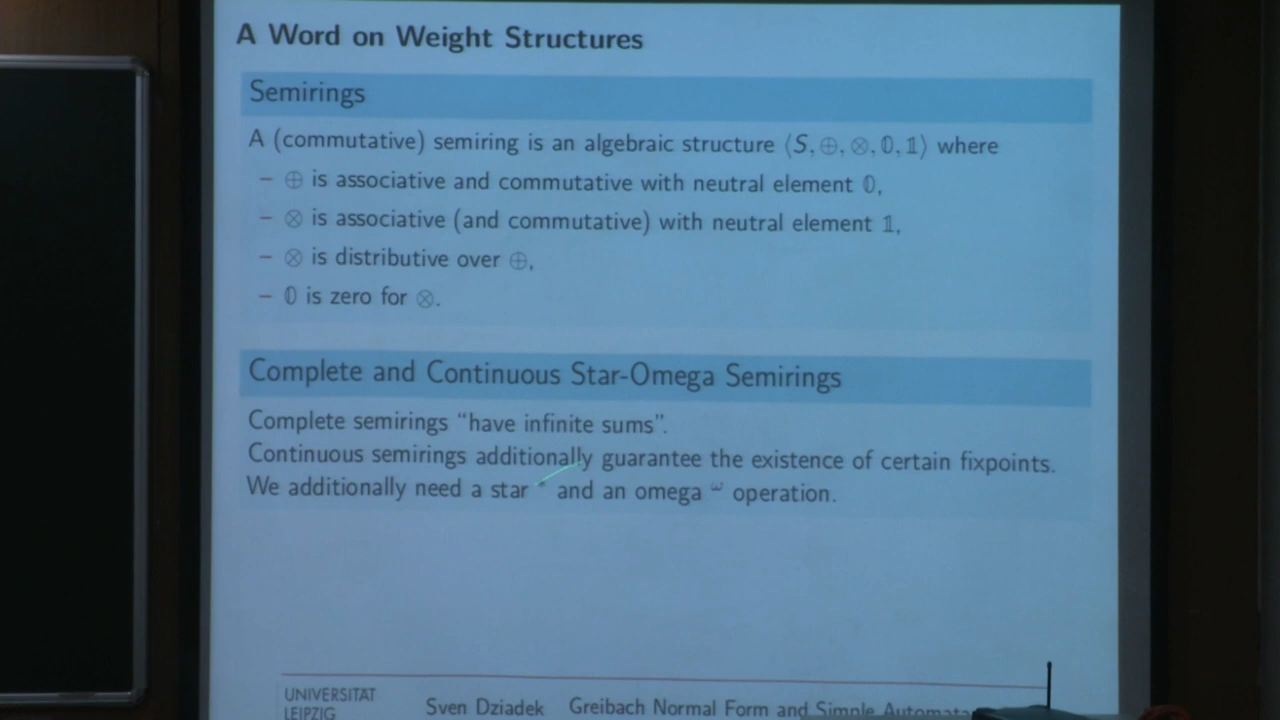 A Word on Weight Structures
Semirings
A (commutative) semiring is an algebraic structure ⟨S, ⊕, ⊗, 𝟘, 𝟙⟩ where
– ⊕ is associative and commutative with neutral element 𝟘,
– ⊗ is associative (and commutative) with neutral element 𝟙,
– ⊗ is distributive over ⊕,
– 𝟘 is zero for ⊗.
Complete and Continuous Star-Omega Semirings
Complete semirings “have infinite sums”.
Continuous semirings additionally guarantee the existence of certain fixpoints.
We additionally need a star * and an omega ω operation.
UNIVERSITÄT
LEIPZIG
Sven Dziadek Greibach Normal Form and Simple Automata